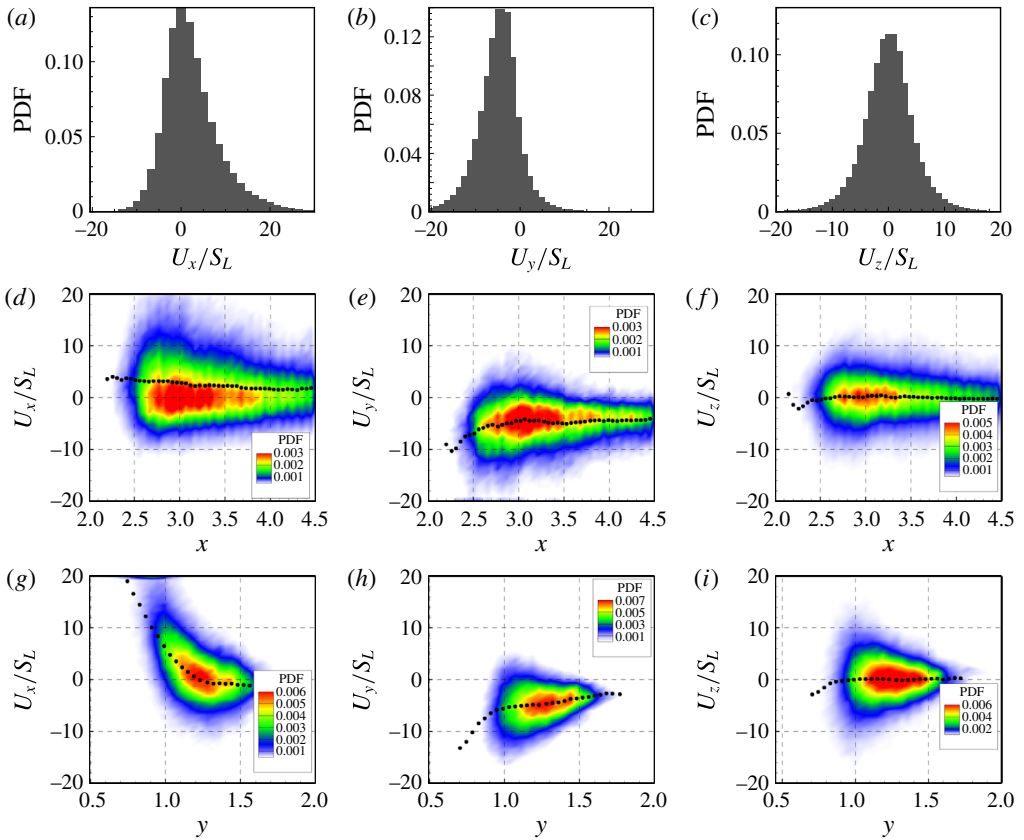 (a) (b) (c)
PDF 0.10 0.05 0
PDF 0.12 0.08 0.04 0
PDF 0.10 0.05 0
−20 0 20
−20 0 20
−20 −10 0 10 20
U_x/S_L U_y/S_L U_z/S_L
(d) (e) (f)
U_x/S_L 20 10 0 −10 −20
PDF
0.003
0.002
0.001
U_y/S_L 20 10 0 −10 −20
PDF
0.003
0.002
0.001
U_z/S_L 20 10 0 −10 −20
PDF
0.005
0.004
0.003
0.002
0.001
2.0 2.5 3.0 3.5 4.0 4.5
2.0 2.5 3.0 3.5 4.0 4.5
2.0 2.5 3.0 3.5 4.0 4.5
x x x
(g) (h) (i)
U_x/S_L 20 10 0 −10 −20
PDF
0.006
0.005
0.004
0.003
0.002
0.001
U_y/S_L 20 10 0 −10 −20
PDF
0.007
0.005
0.003
0.001
U_z/S_L 20 10 0 −10 −20
PDF
0.006
0.004
0.002
0.5 1.0 1.5 2.0
0.5 1.0 1.5 2.0
0.5 1.0 1.5 2.0
y y y